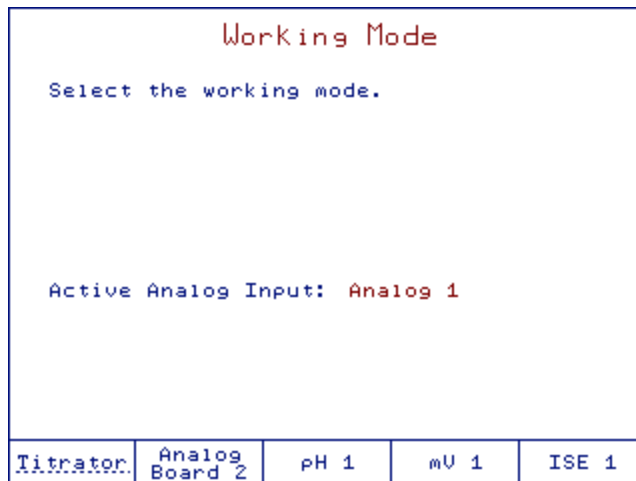 Working Mode
Select the working mode.
Active Analog Input: Analog 1
Titrator
Analog
Board 2
pH 1
mV 1
ISE 1